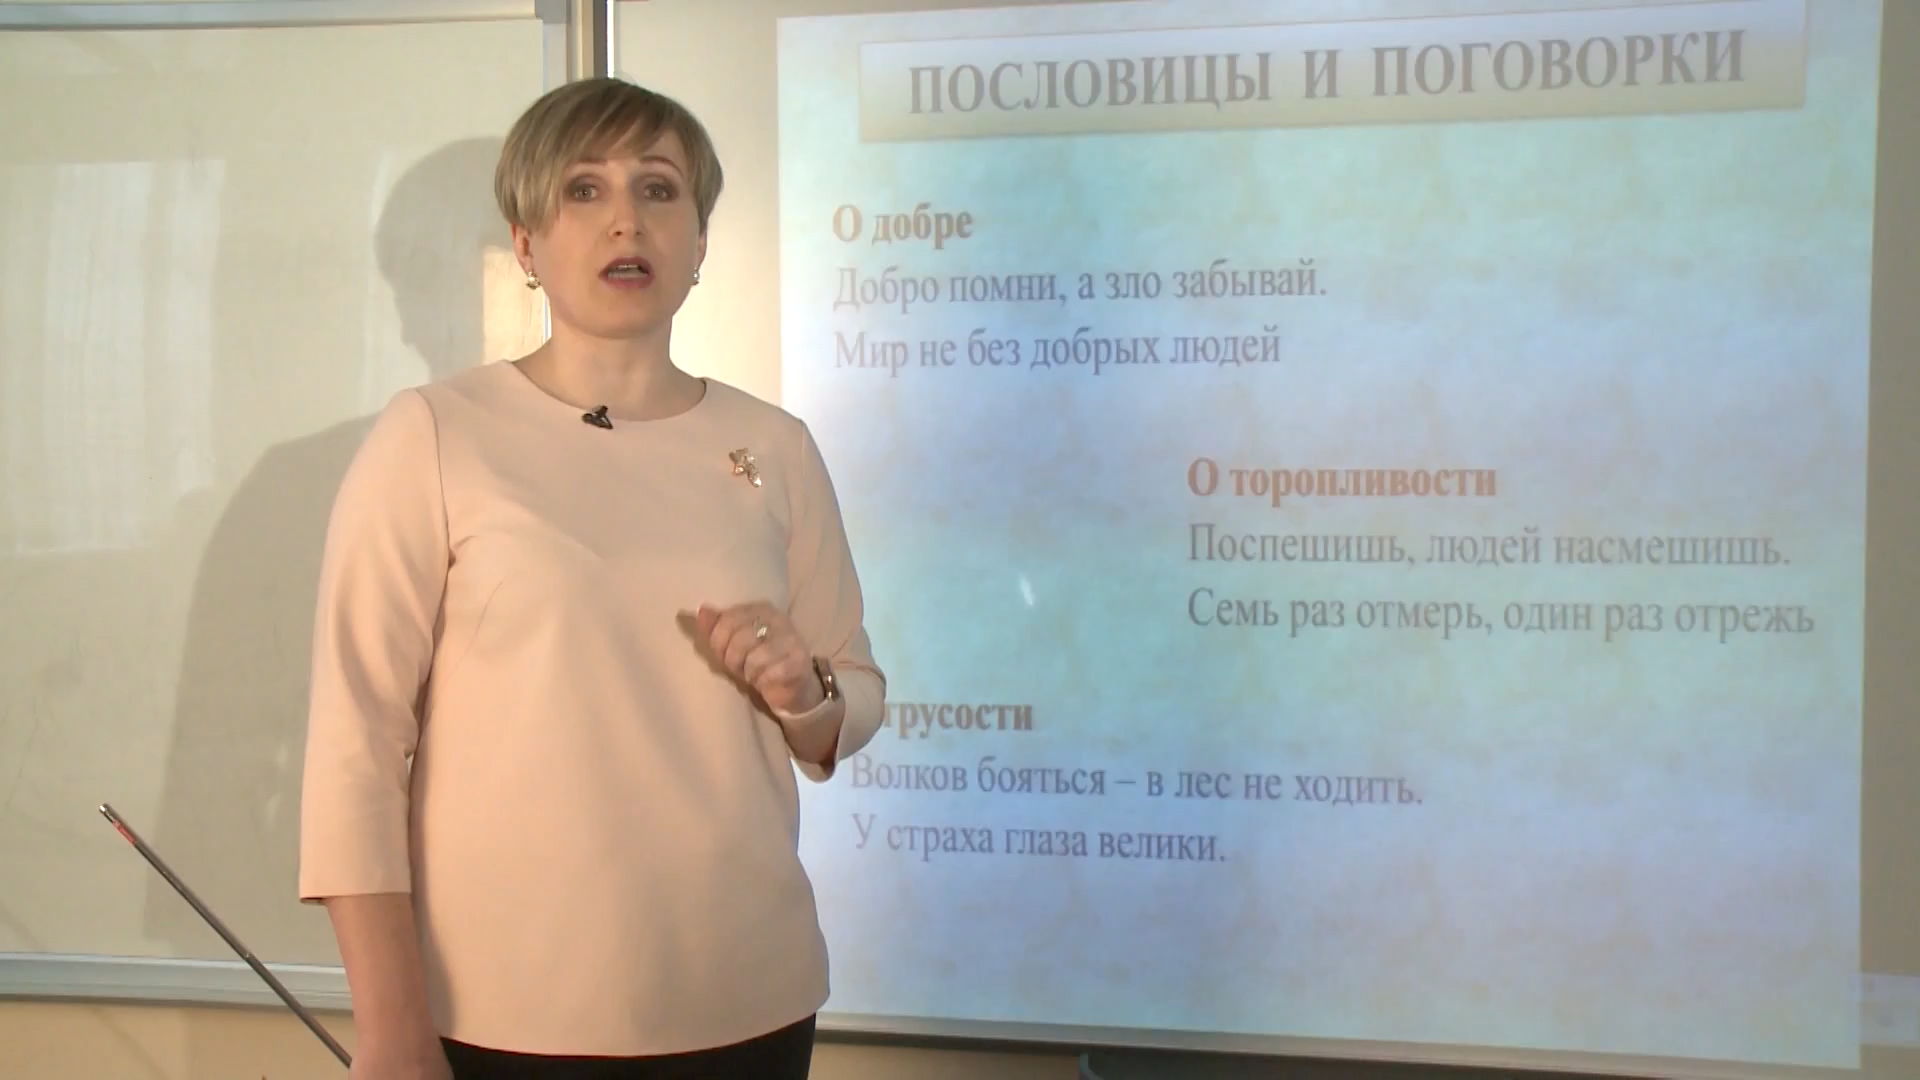 ПОСЛОВИЦЫ И ПОГОВОРКИ
О добре
Добро помни, а зло забывай.
Мир не без добрых людей
О торопливости
Поспешишь, людей насмешишь.
Семь раз отмерь, один раз отрежь
трусости
Волков бояться – в лес не ходить.
У страха глаза велики.